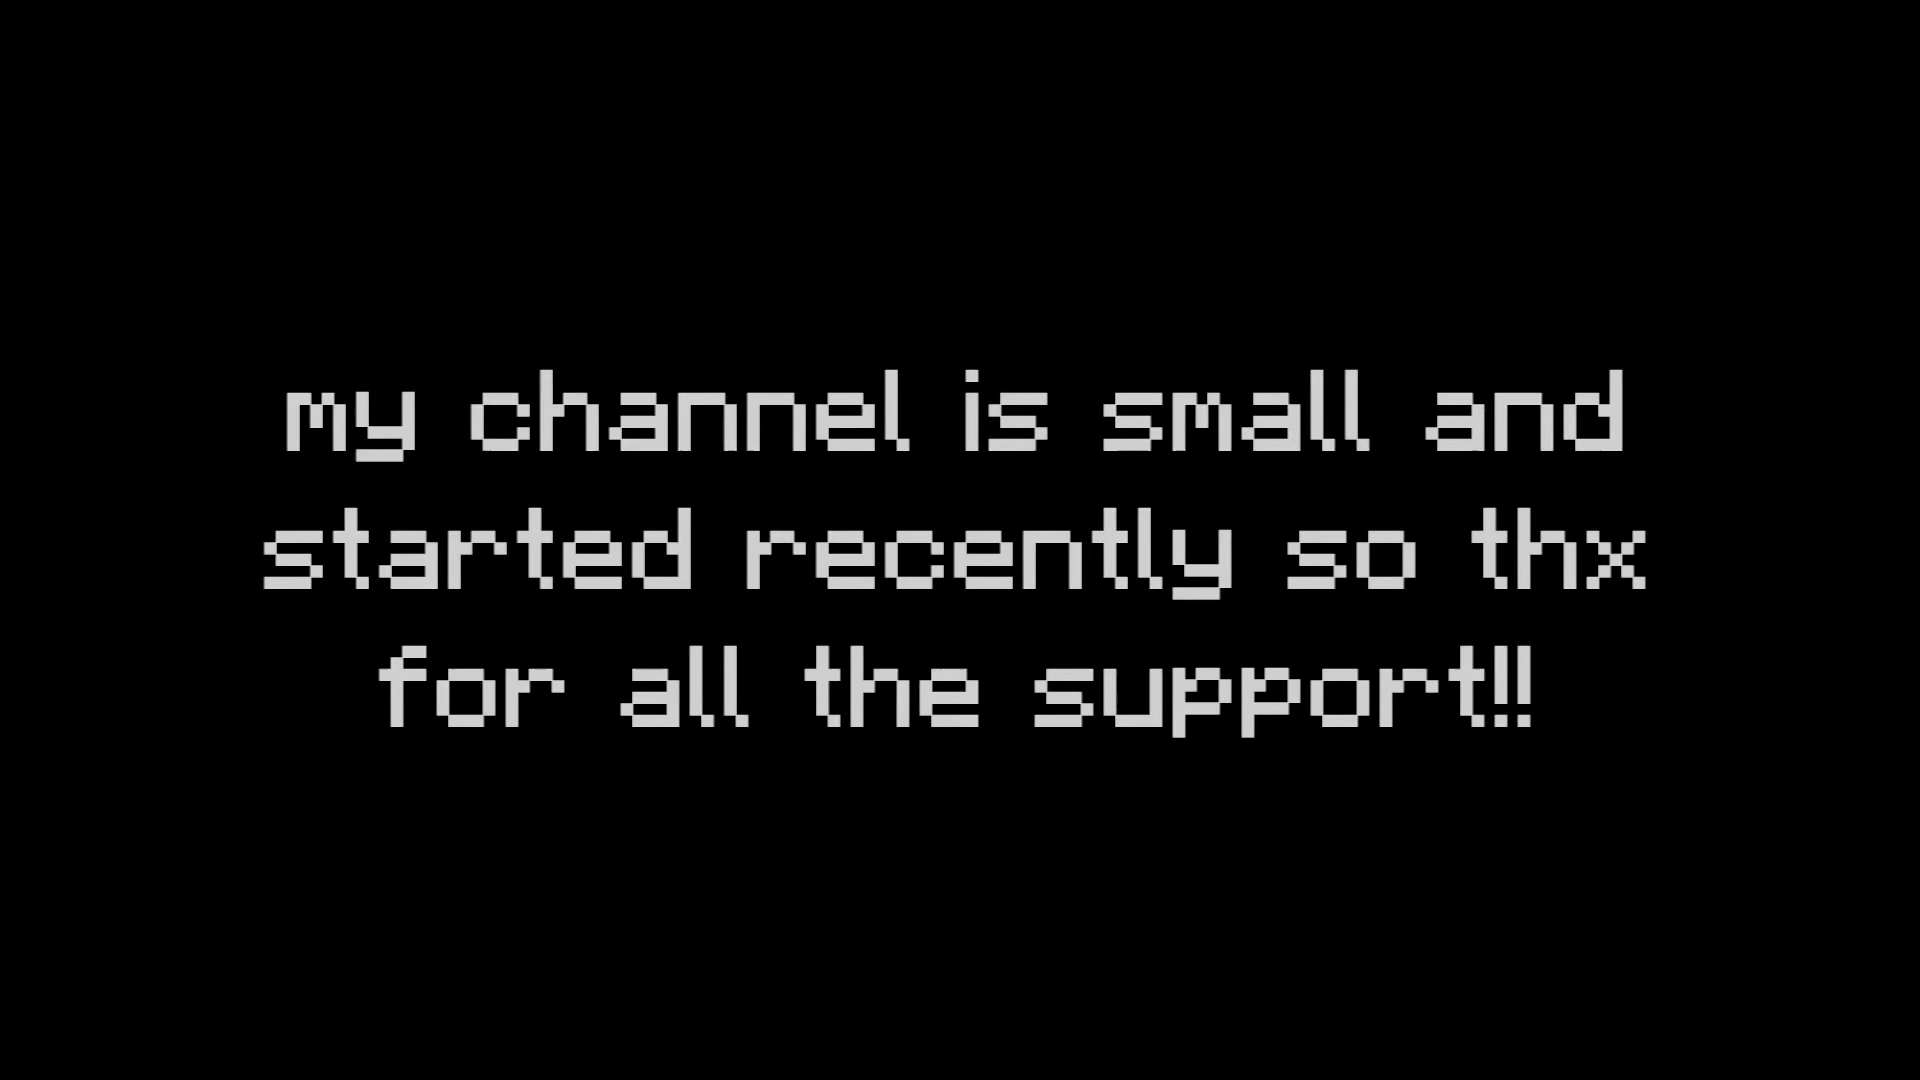 my channel is small and
started recently so thx
for all the support!!